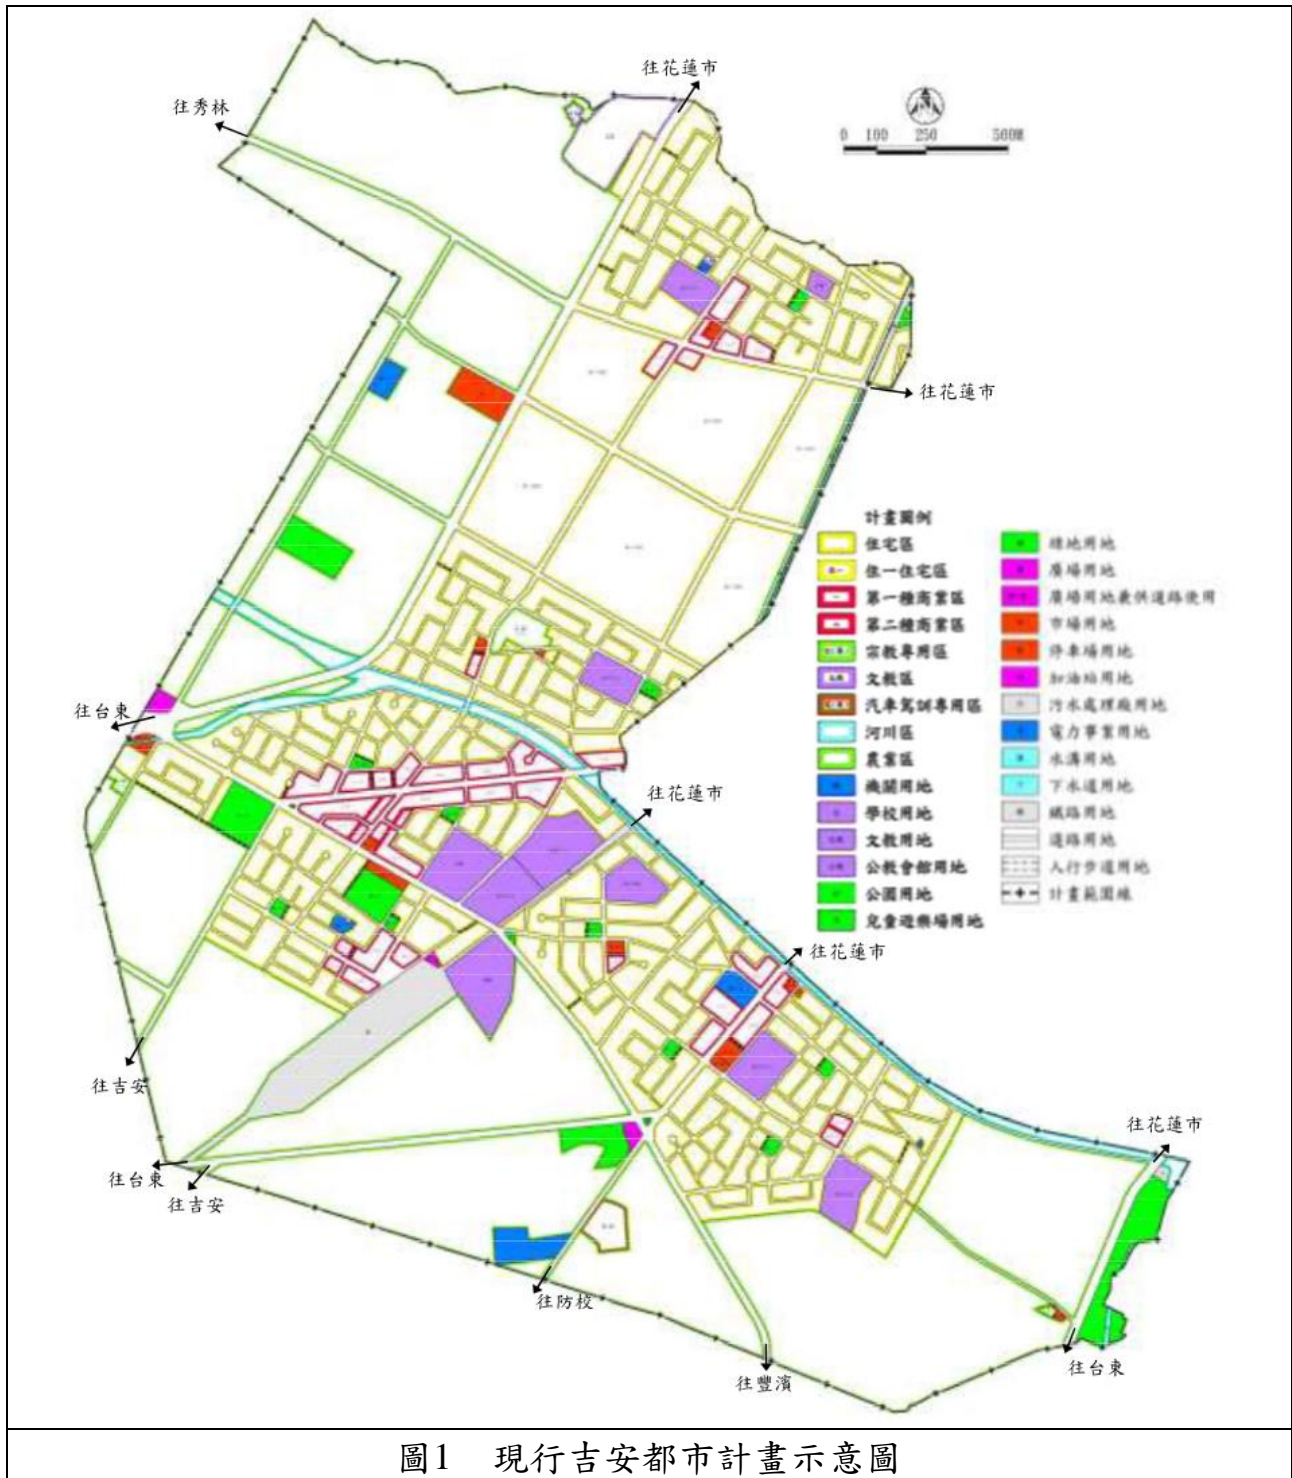 往花蓮市
往秀林
0 100 250 500M
往花蓮市
計畫圖例
住宅區
住一住宅區
第一種商業區
第二種商業區
宗教專用區
文教區
汽車駕訓專用區
河川區
農業區
機關用地
學校用地
文教用地
公教會館用地
公園用地
兒童遊樂場用地
綠地用地
廣場用地
廣場用地兼供道路使用
市場用地
停車場用地
加油站用地
污水處理廠用地
電力事業用地
水溝用地
下水道用地
鐵路用地
道路用地
人行步道用地
計畫範圍線
往台東
往花蓮市
往花蓮市
往吉安
往花蓮市
往台東
往吉安
往防校
往台東
往豐濱
圖1 現行吉安都市計畫示意圖